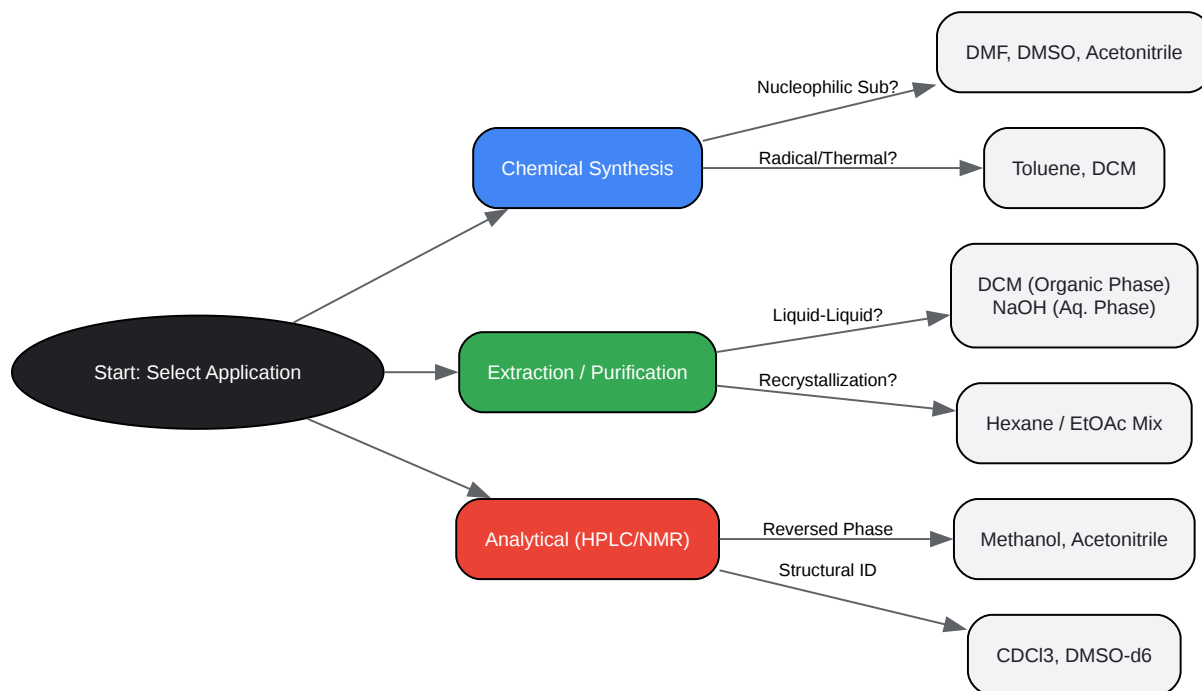 Start: Select Application
Chemical Synthesis
Nucleophilic Sub?
DMF, DMSO, Acetonitrile
Radical/Thermal?
Toluene, DCM
Extraction / Purification
Liquid-Liquid?
DCM (Organic Phase)
NaOH (Aq. Phase)
Recrystallization?
Hexane / EtOAc Mix
Analytical (HPLC/NMR)
Reversed Phase
Methanol, Acetonitrile
Structural ID
CDCl3, DMSO-d6